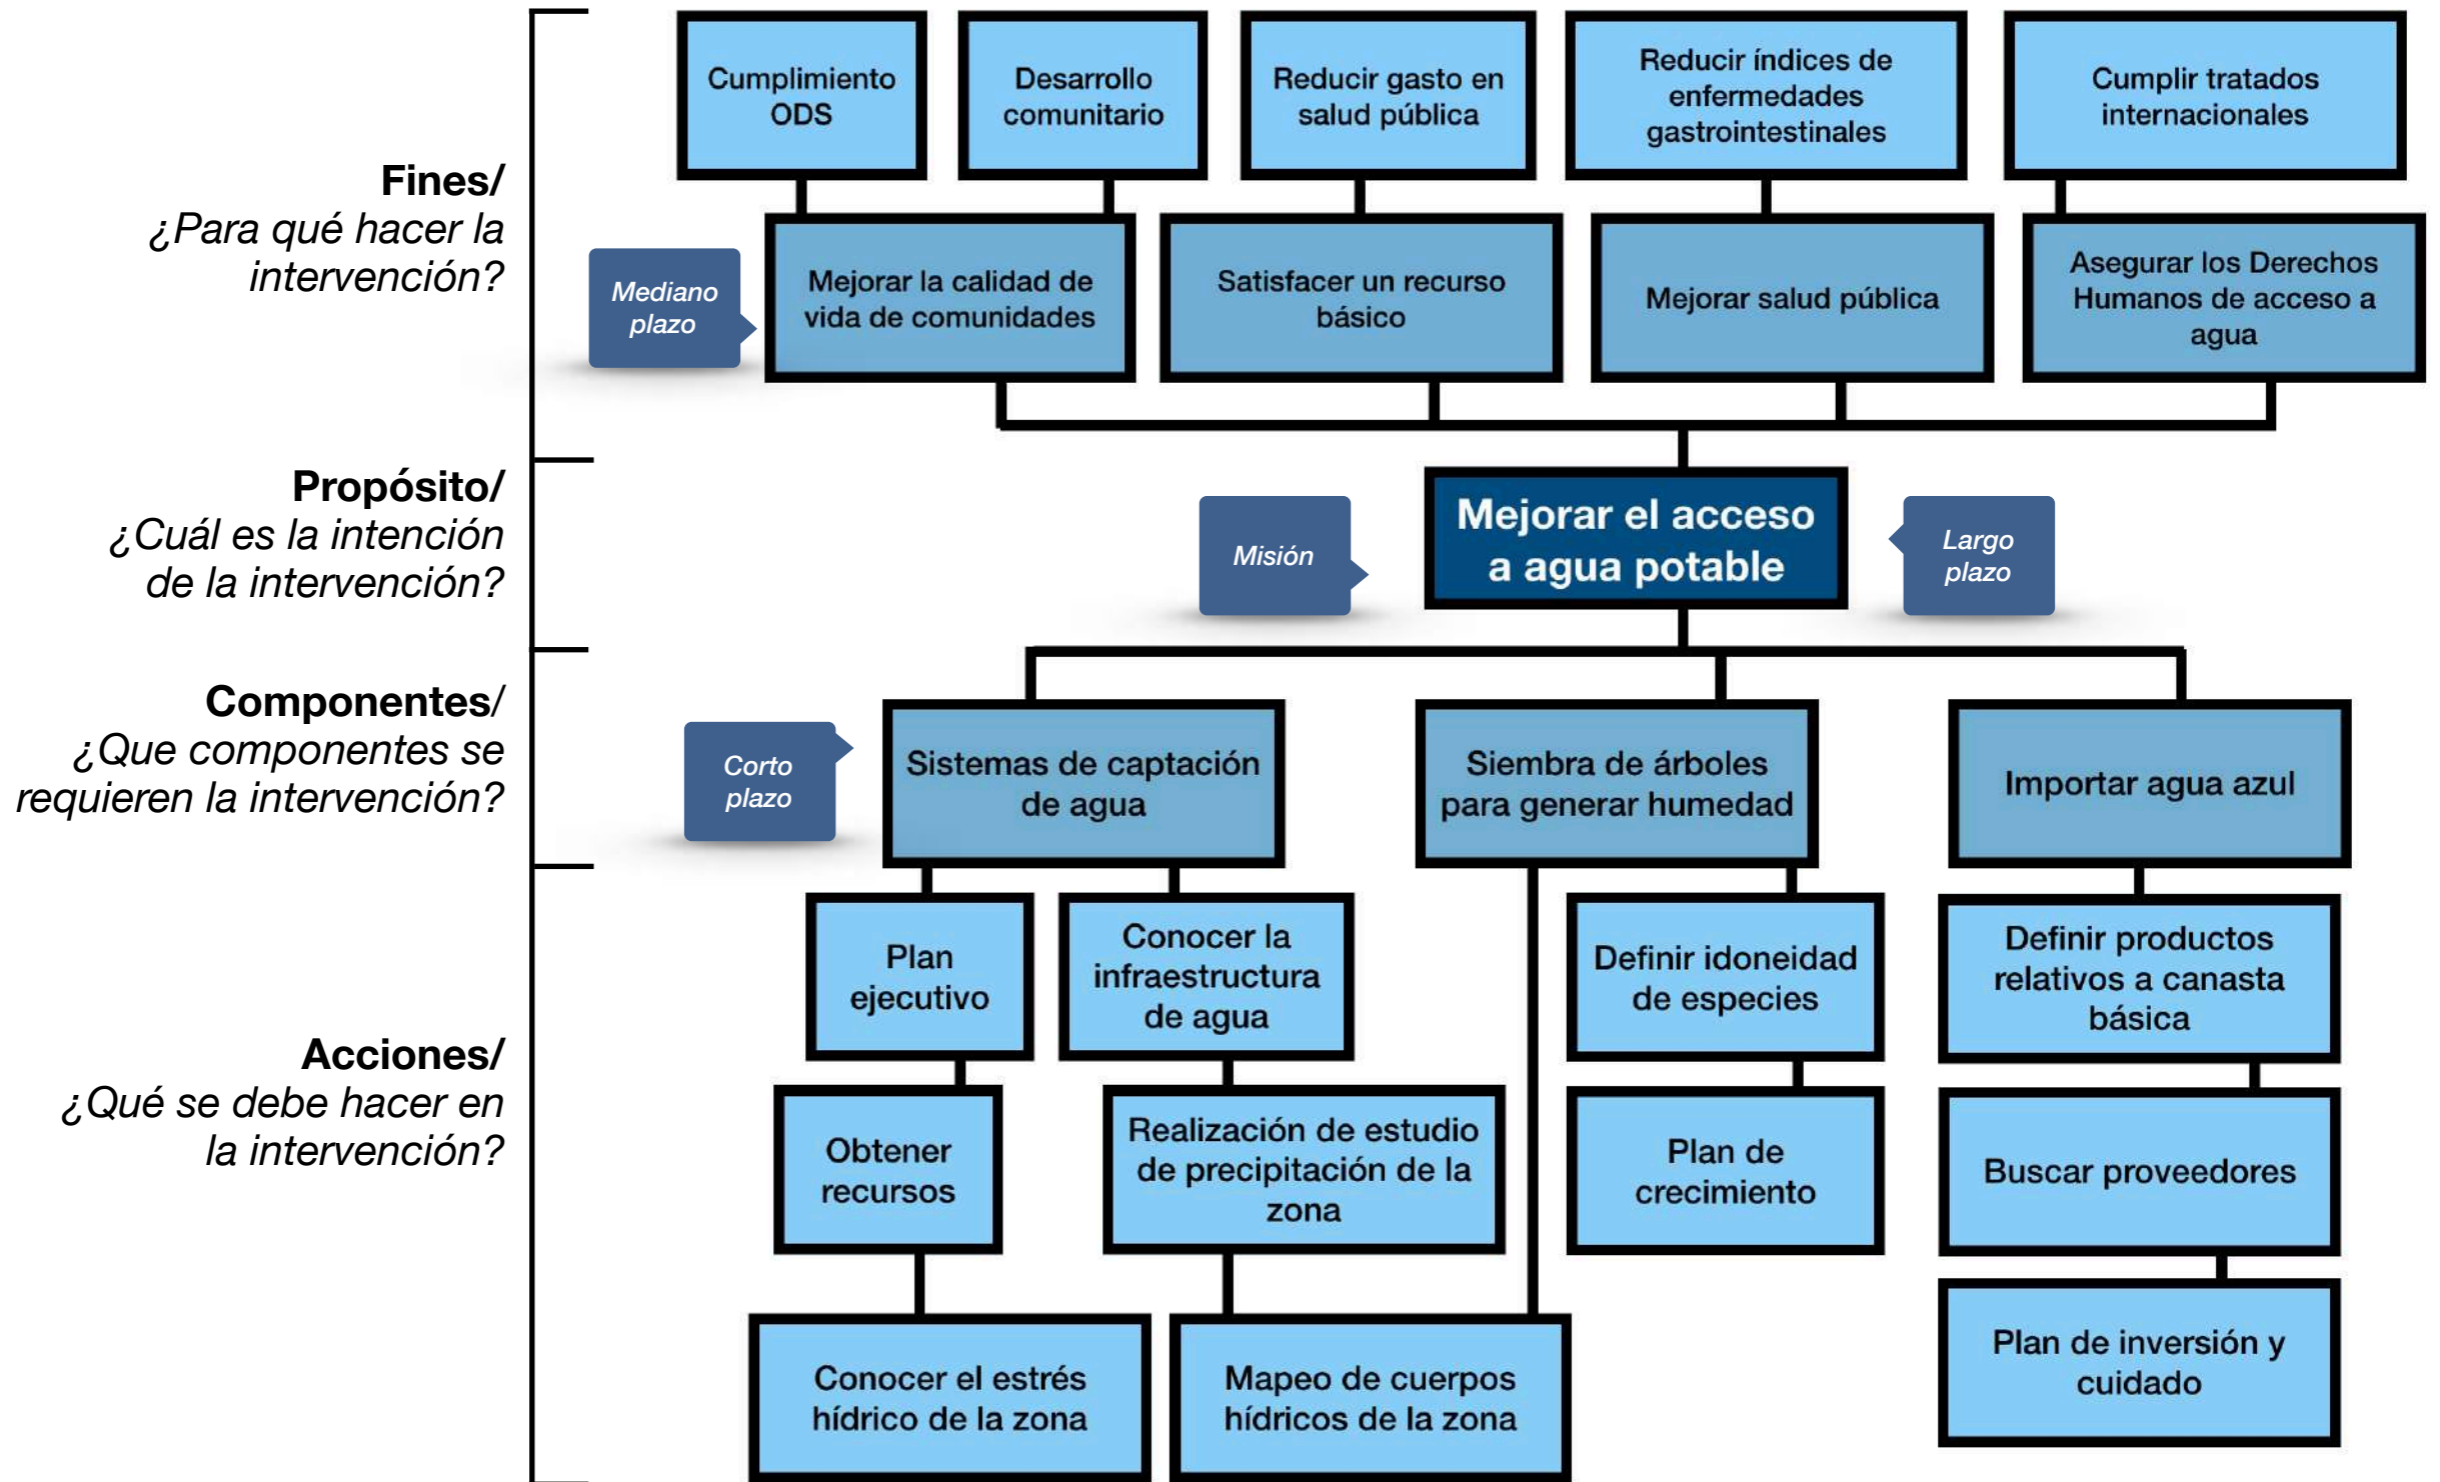 Cumplimiento
ODS
Desarrollo
comunitario
Reducir gasto en
salud pública
Reducir índices de
enfermedades
gastrointestinales
Cumplir tratados
internacionales
Fines/
¿Para qué hacer la
intervención?
Mediano
plazo
Mejorar la calidad de
vida de comunidades
Satisfacer un recurso
básico
Mejorar salud pública
Asegurar los Derechos
Humanos de acceso a
agua
Propósito/
¿Cuál es la intención
de la intervención?
Misión
Mejorar el acceso
a agua potable
Largo
plazo
Componentes/
¿Que componentes se
requieren la intervención?
Corto
plazo
Sistemas de captación
de agua
Siembra de árboles
para generar humedad
Importar agua azul
Acciones/
¿Qué se debe hacer en
la intervención?
Plan
ejecutivo
Conocer la
infraestructura
de agua
Definir idoneidad
de especies
Definir productos
relativos a canasta
básica
Obtener
recursos
Realización de estudio
de precipitación de la
zona
Plan de
crecimiento
Buscar proveedores
Conocer el estrés
hídrico de la zona
Mapeo de cuerpos
hídricos de la zona
Plan de inversión y
cuidado